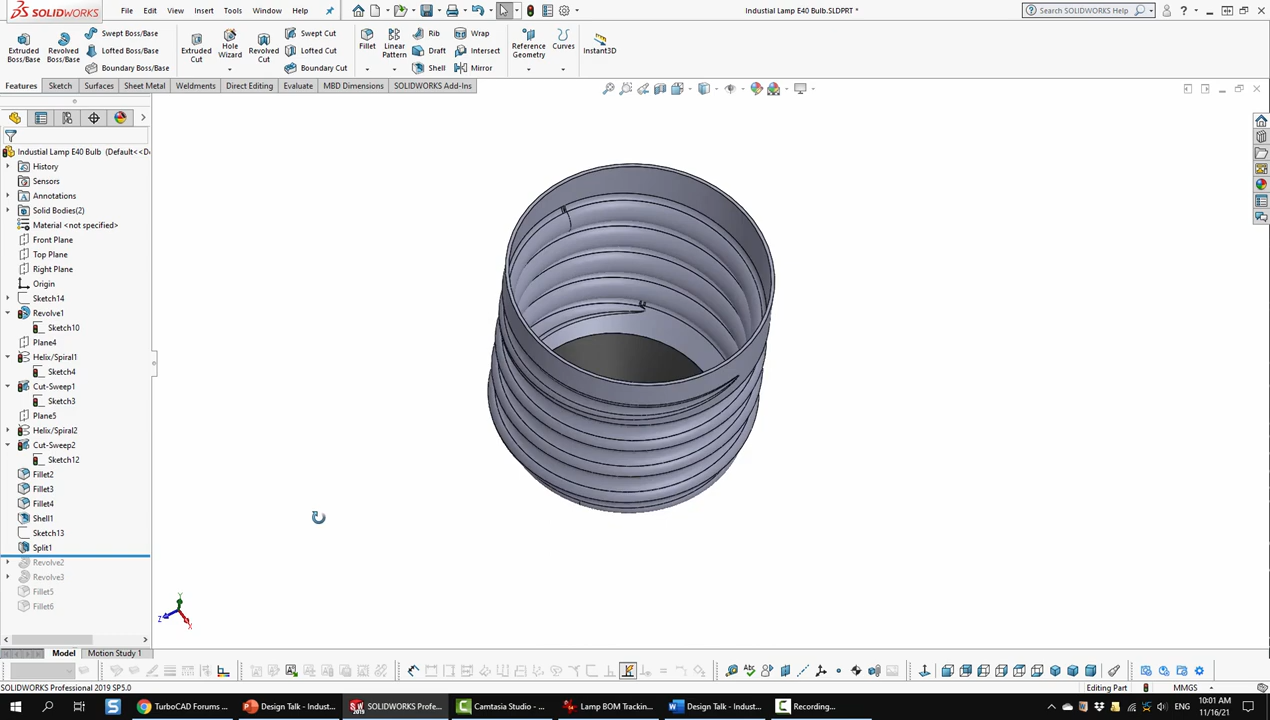 SOLIDWORKS
File
Edit
View
Insert
Tools
Window
Help
Industial Lamp E40 Bulb.SLDPRT *
Search SOLIDWORKS Help
Extruded Boss/Base
Revolved Boss/Base
Swept Boss/Base
Lofted Boss/Base
Boundary Boss/Base
Extruded Cut
Hole Wizard
Revolved Cut
Swept Cut
Lofted Cut
Boundary Cut
Fillet
Linear Pattern
Rib
Draft
Shell
Wrap
Intersect
Mirror
Reference Geometry
Curves
Instant3D
Features
Sketch
Surfaces
Sheet Metal
Weldments
Direct Editing
Evaluate
MBD Dimensions
SOLIDWORKS Add-Ins
Industial Lamp E40 Bulb (Default<<D
History
Sensors
Annotations
Solid Bodies(2)
Material <not specified>
Front Plane
Top Plane
Right Plane
Origin
Sketch14
Revolve1
Sketch10
Plane4
Helix/Spiral1
Sketch4
Cut-Sweep1
Sketch3
Plane5
Helix/Spiral2
Cut-Sweep2
Sketch12
Fillet2
Fillet3
Fillet4
Shell1
Sketch13
Split1
Revolve2
Revolve3
Fillet5
Fillet6
Y
Z
X
Model
Motion Study 1
SOLIDWORKS Professional 2019 SP5.0
Editing Part
MMGS
TurboCAD Forums ...
Design Talk - Indust...
SOLIDWORKS Profe...
Camtasia Studio - ...
Lamp BOM Trackin...
Design Talk - Indust...
Recording...
ENG
10:01 AM
11/16/21